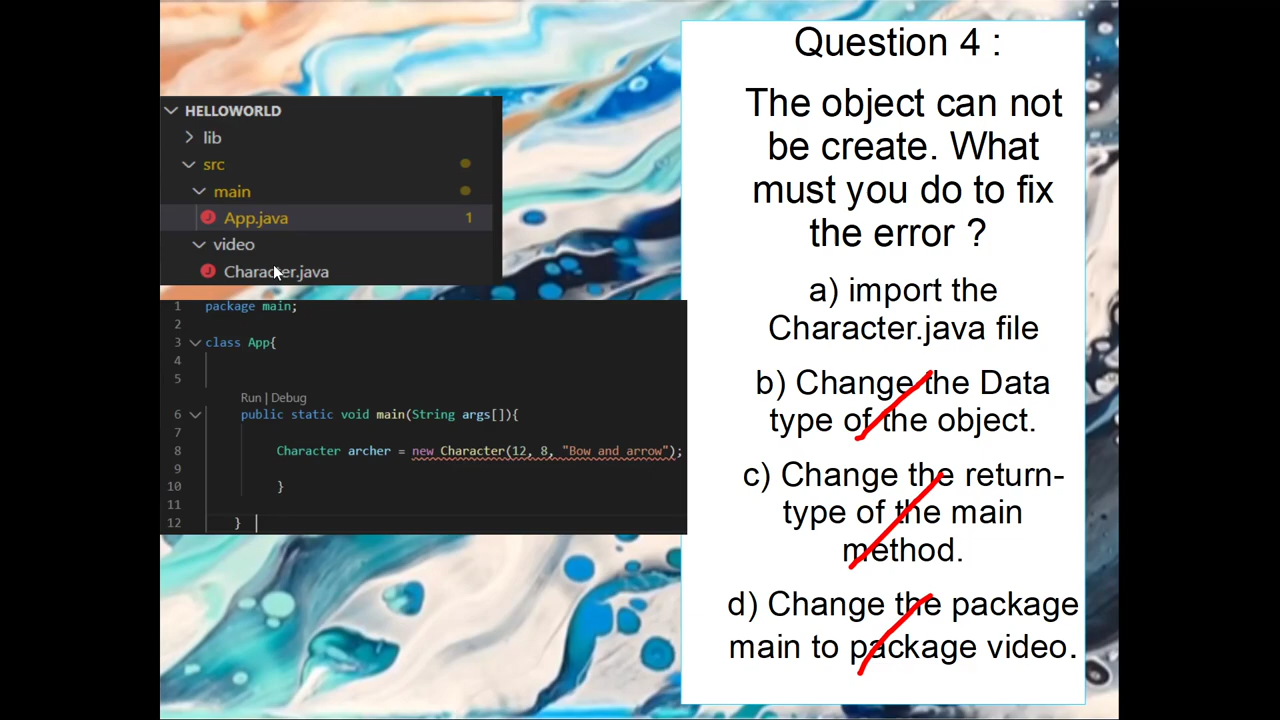 HELLOWORLD
lib
src
main
App.java 1
video
Character.java
1 package main;
2
3 class App{
4
5
Run | Debug
6 public static void main(String args[]){
7
8 Character archer = new Character(12, 8, "Bow and arrow");
9
10 }
11
12 }
Question 4 :
The object can not
be create. What
must you do to fix
the error ?
a) import the
Character.java file
b) Change the Data
type of the object.
c) Change the return-
type of the main
method.
d) Change the package
main to package video.